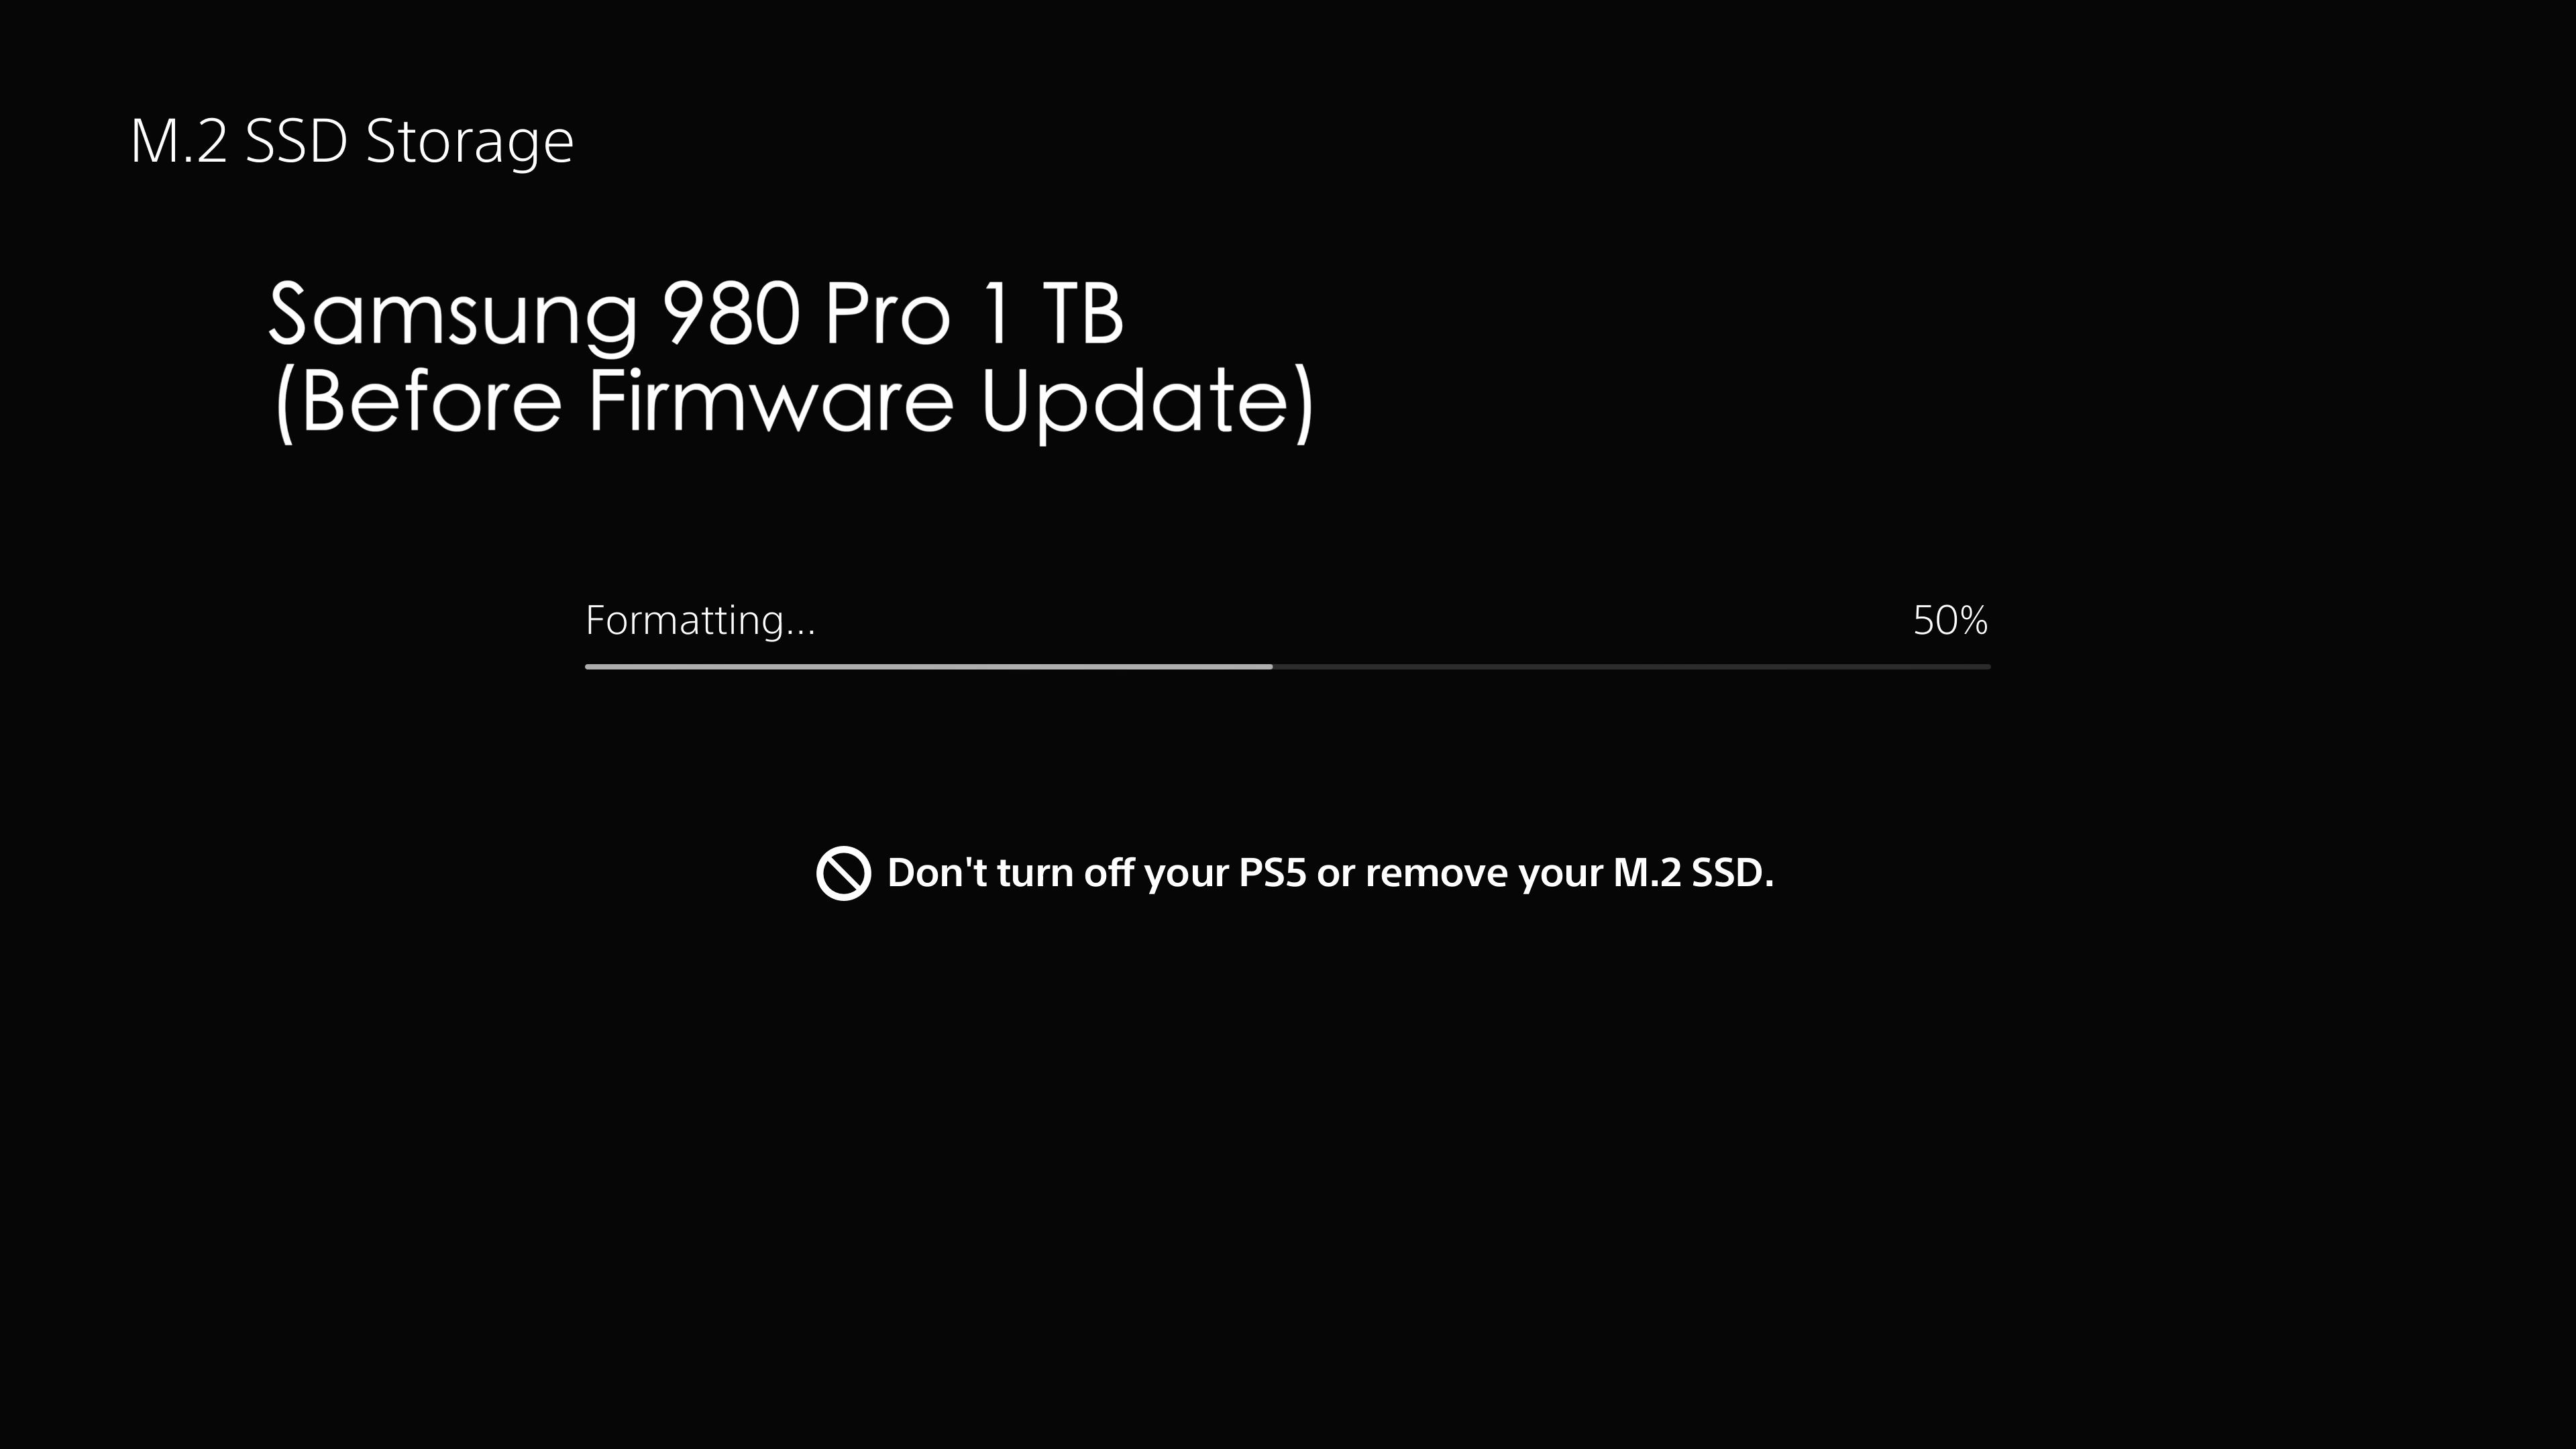 M.2 SSD Storage
Samsung 980 Pro 1 TB
(Before Firmware Update)
Formatting... 50%
Don't turn off your PS5 or remove your M.2 SSD.